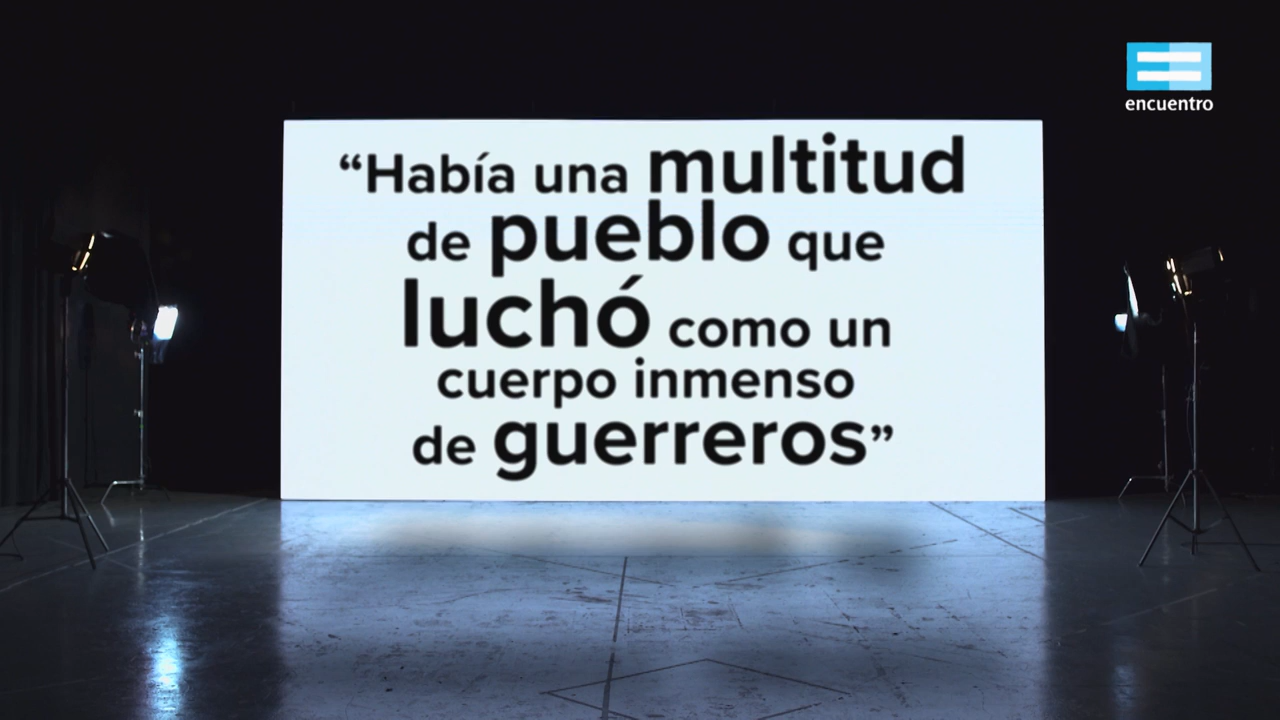 encuentro
“Había una multitud
de pueblo que
luchó como un
cuerpo inmenso
de guerreros”